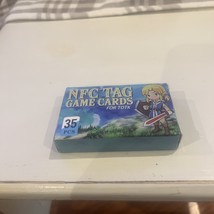 NFC TAG
GAME CARDS
FOR TOTK
35
PCS